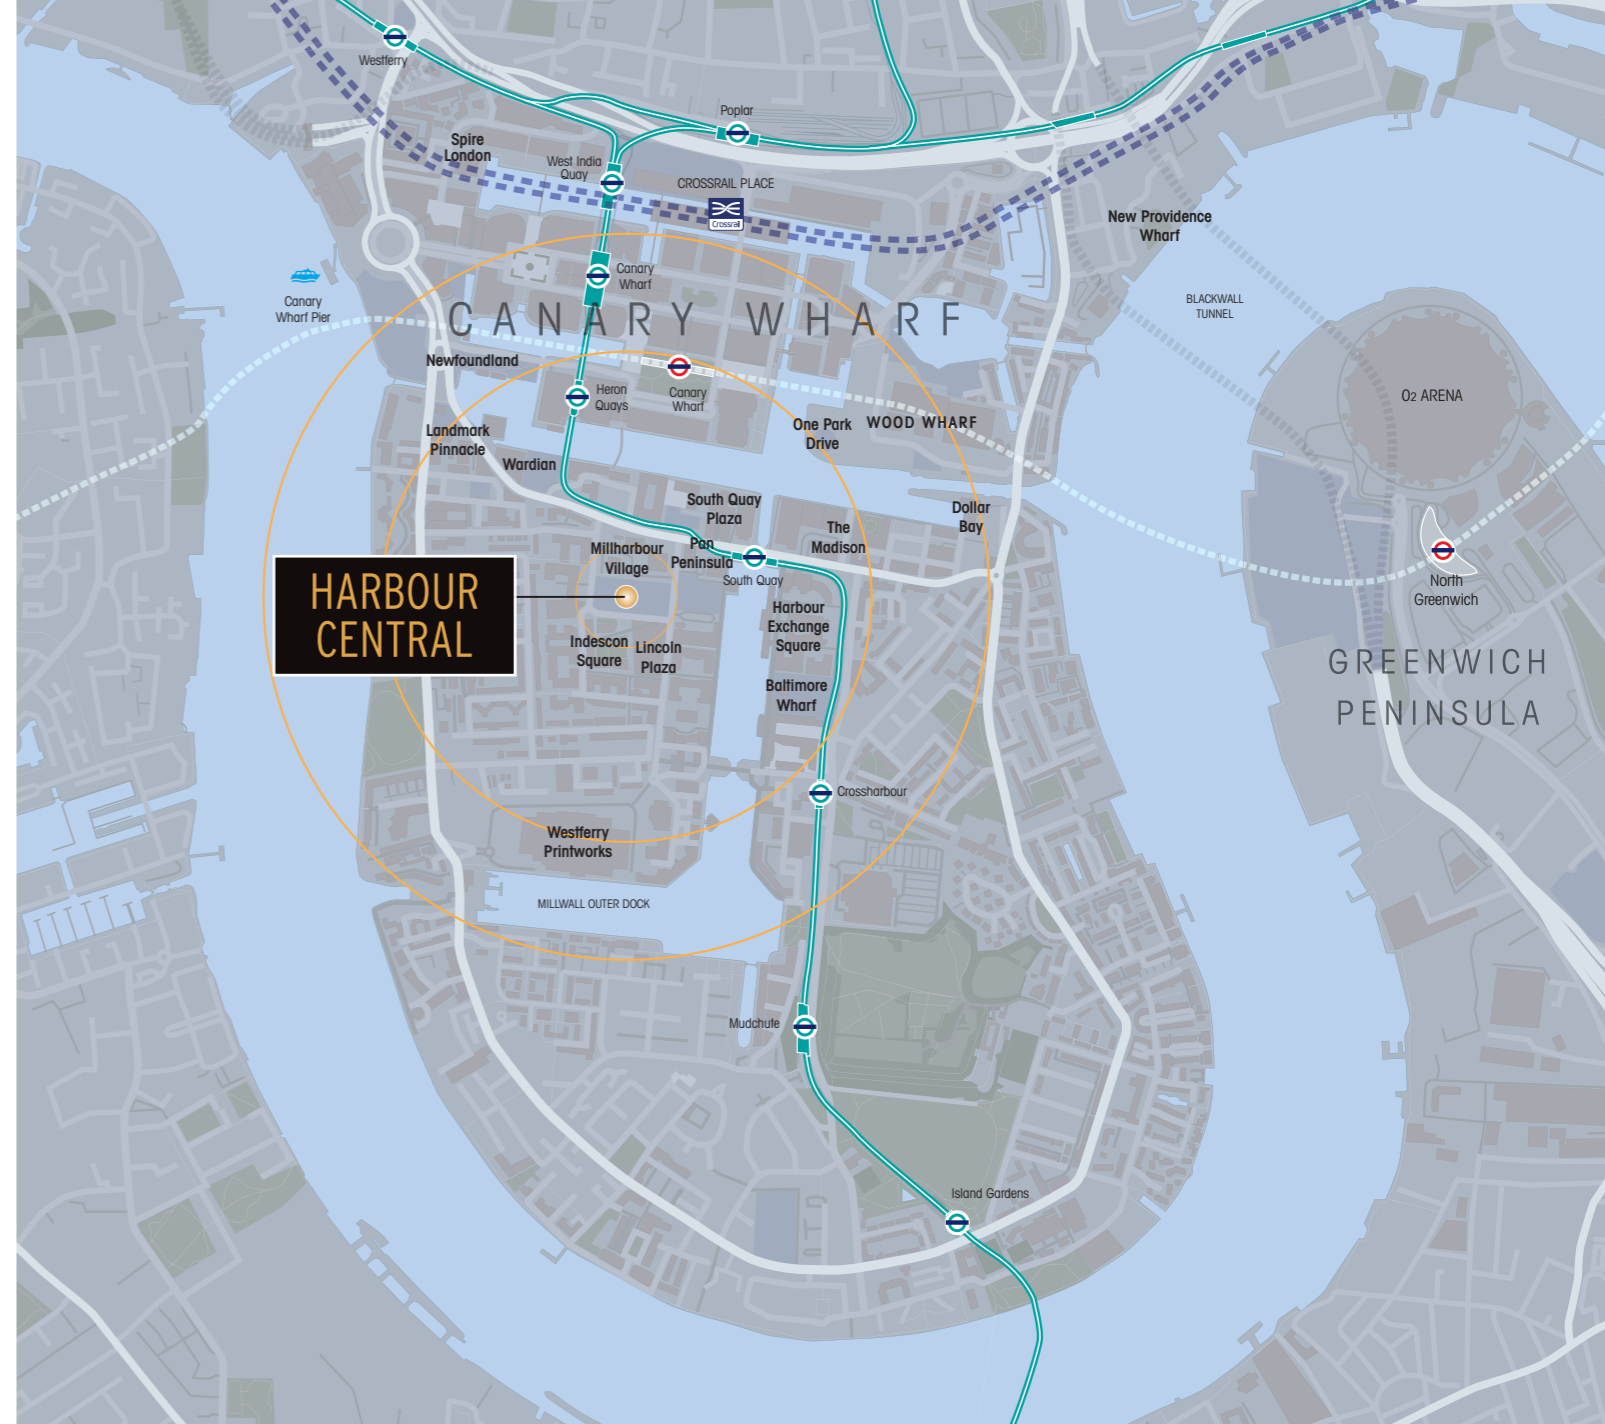 Westferry
Poplar
Spire
London
West India
Quay
CROSSRAIL PLACE
Crossrail
New Providence
Wharf
Canary
Wharf
Canary
Wharf Pier
BLACKWALL
TUNNEL
CANARY WHARF
Newfoundland
Heron
Quays
Canary
Wharf
O2 ARENA
One Park
Drive
WOOD WHARF
Landmark
Pinnacle
Wardian
South Quay
Plaza
Dollar
Bay
The
Madison
Millharbour
Village
Pan
Peninsula
South Quay
North
Greenwich
HARBOUR
CENTRAL
Harbour
Exchange
Square
Indescon
Square
Lincoln
Plaza
GREENWICH
PENINSULA
Baltimore
Wharf
Crossharbour
Westferry
Printworks
MILLWALL OUTER DOCK
Mudchute
Island Gardens